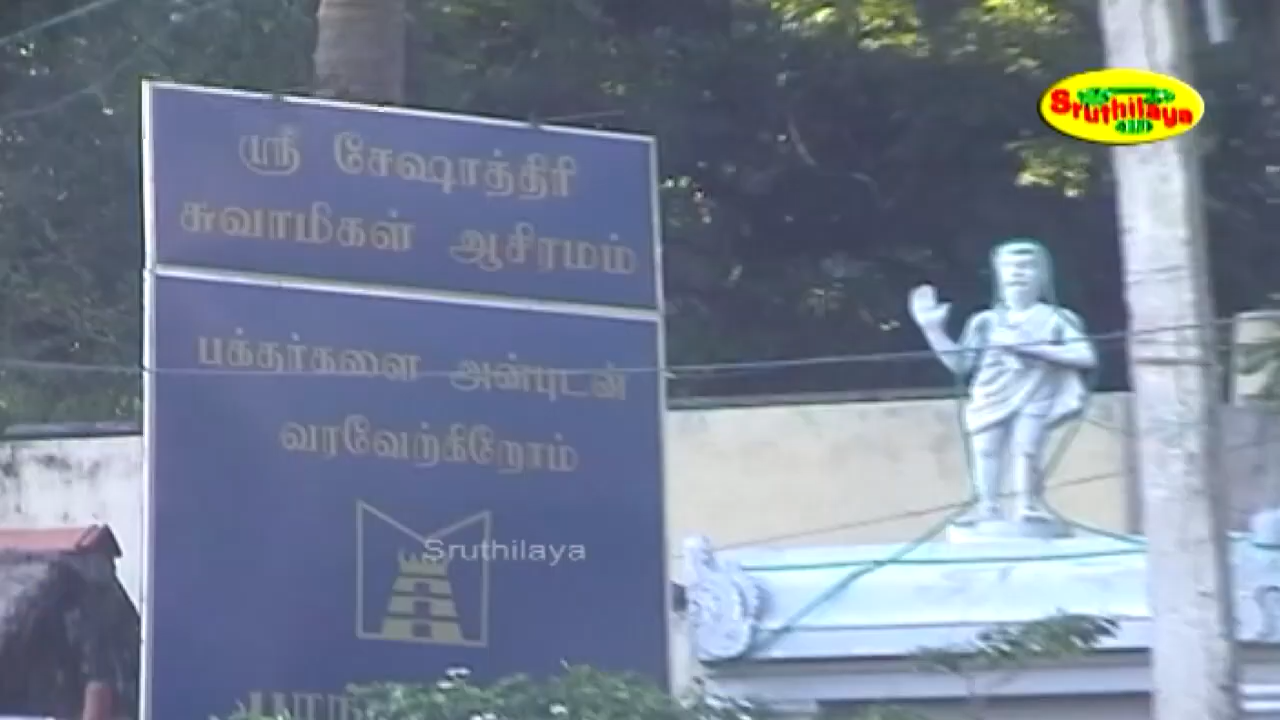 ஸ்ரீ சேஷாத்திரி
சுவாமிகள் ஆசிரமம்
பக்தர்களை அன்புடன்
வரவேற்கிறோம்
Sruthilaya
Sruthilaya